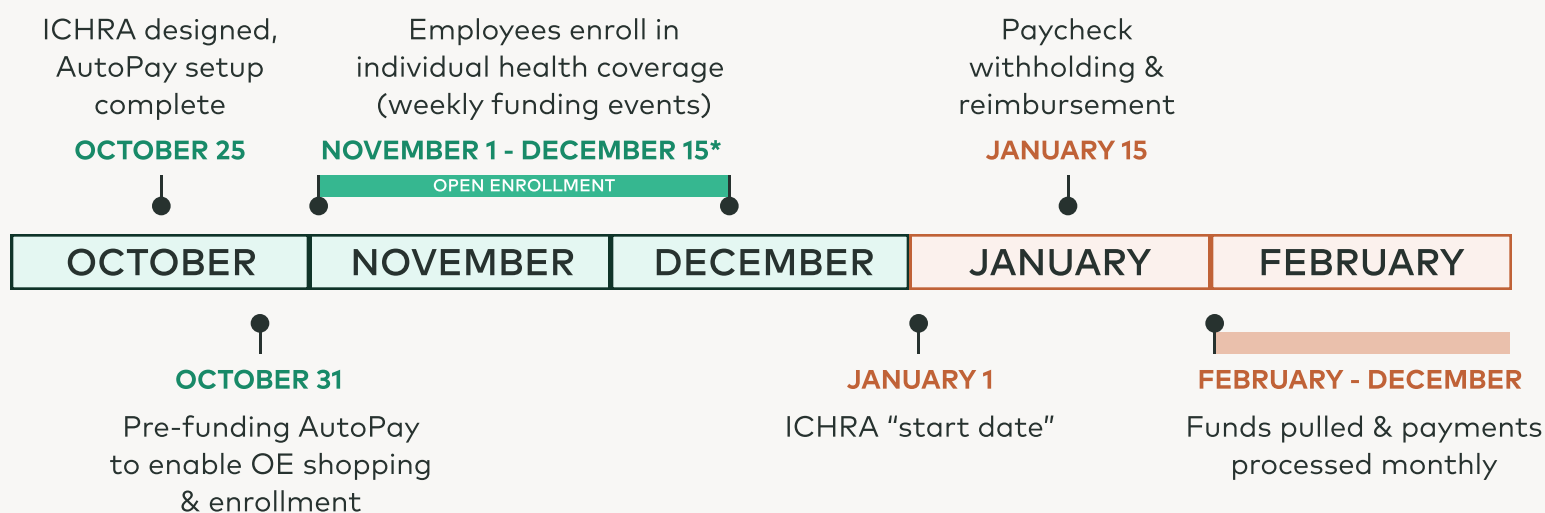 ICHRA designed,
AutoPay setup
complete
OCTOBER 25
Employees enroll in
individual health coverage
(weekly funding events)
NOVEMBER 1 - DECEMBER 15*
OPEN ENROLLMENT
Paycheck
withholding &
reimbursement
JANUARY 15
OCTOBER
NOVEMBER
DECEMBER
JANUARY
FEBRUARY
OCTOBER 31
Pre-funding AutoPay
to enable OE shopping
& enrollment
JANUARY 1
ICHRA “start date”
FEBRUARY - DECEMBER
Funds pulled & payments
processed monthly